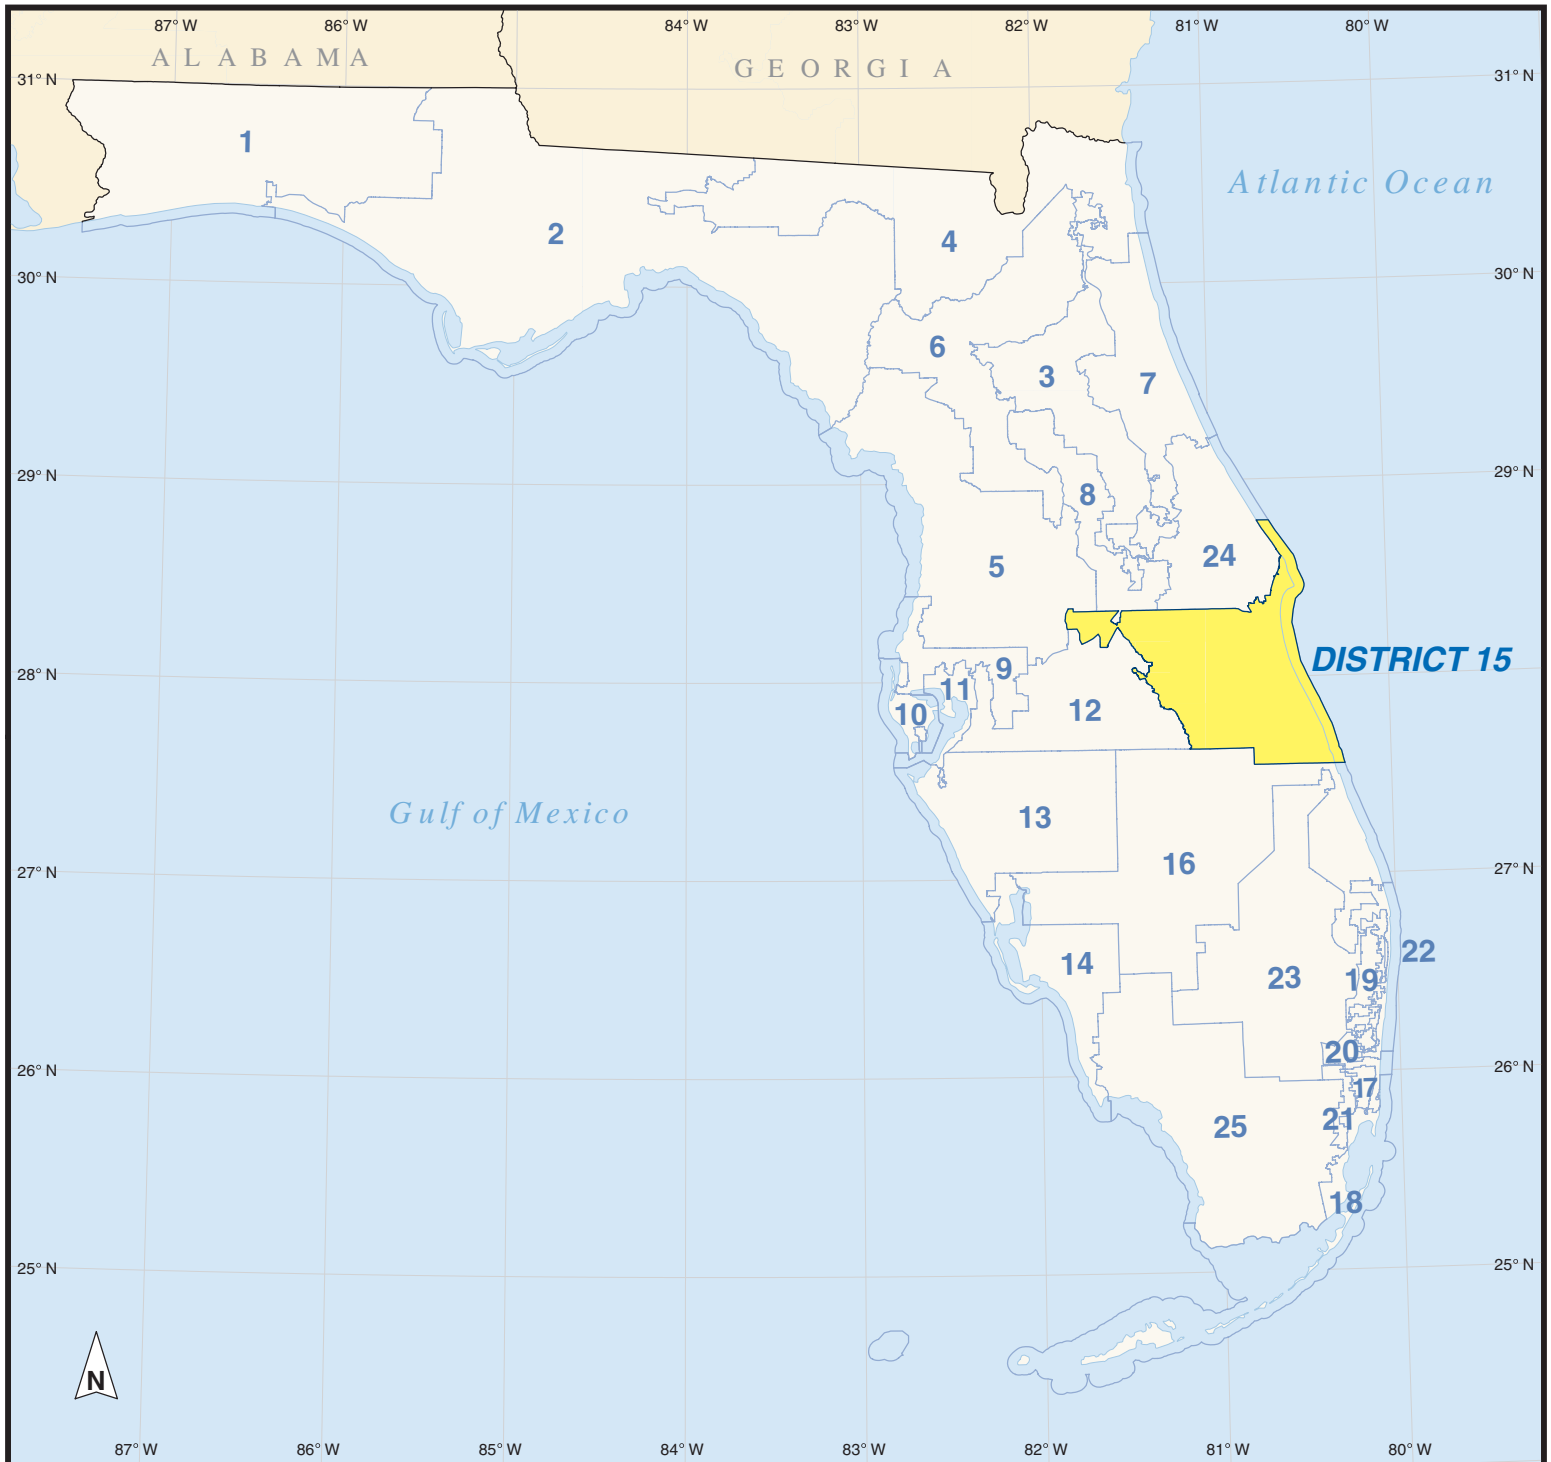 87° W 86° W 84° W 83° W 82° W 81° W 80° W
ALABAMA
GEORGIA
31° N 31° N
1
Atlantic Ocean
2
4
30° N 30° N
6
3
7
29° N 29° N
8
24
5
DISTRICT 15
28° N
9
11
10
12
Gulf of Mexico
13
16
27° N 27° N
22
14
23
19
20
26° N 26° N
17
21
25
18
25° N 25° N
N
87° W 86° W 85° W 84° W 83° W 82° W 81° W 80° W